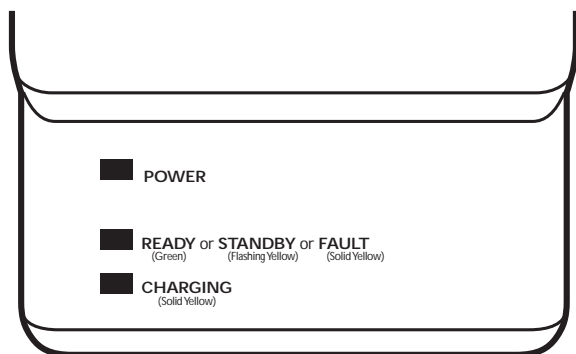 POWER
READY or STANDBY or FAULT
(Green) (Flashing Yellow) (Solid Yellow)
CHARGING
(Solid Yellow)